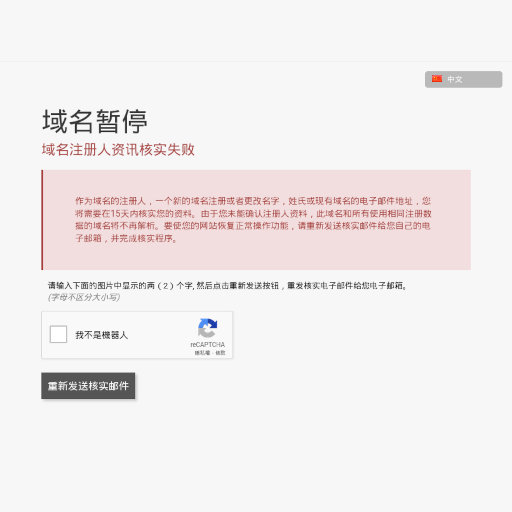 中文
域名暂停
域名注册人资讯核实失败
作为域名的注册人，一个新的域名注册或者更改名字，姓氏或现有域名的电子邮件地址，您
将需要在15天内核实您的资料。由于您未能确认注册人资料，此域名和所有使用相同注册数
据的域名将不再解析。要使您的网站恢复正常操作功能，请重新发送核实邮件给您自己的电
子邮箱，并完成核实程序。
请输入下面的图片中显示的两（2）个字, 然后点击重新发送按钮，重发核实电子邮件给您电子邮箱。
(字母不区分大小写)
我不是機器人
reCAPTCHA
隱私權 - 條款
重新发送核实邮件